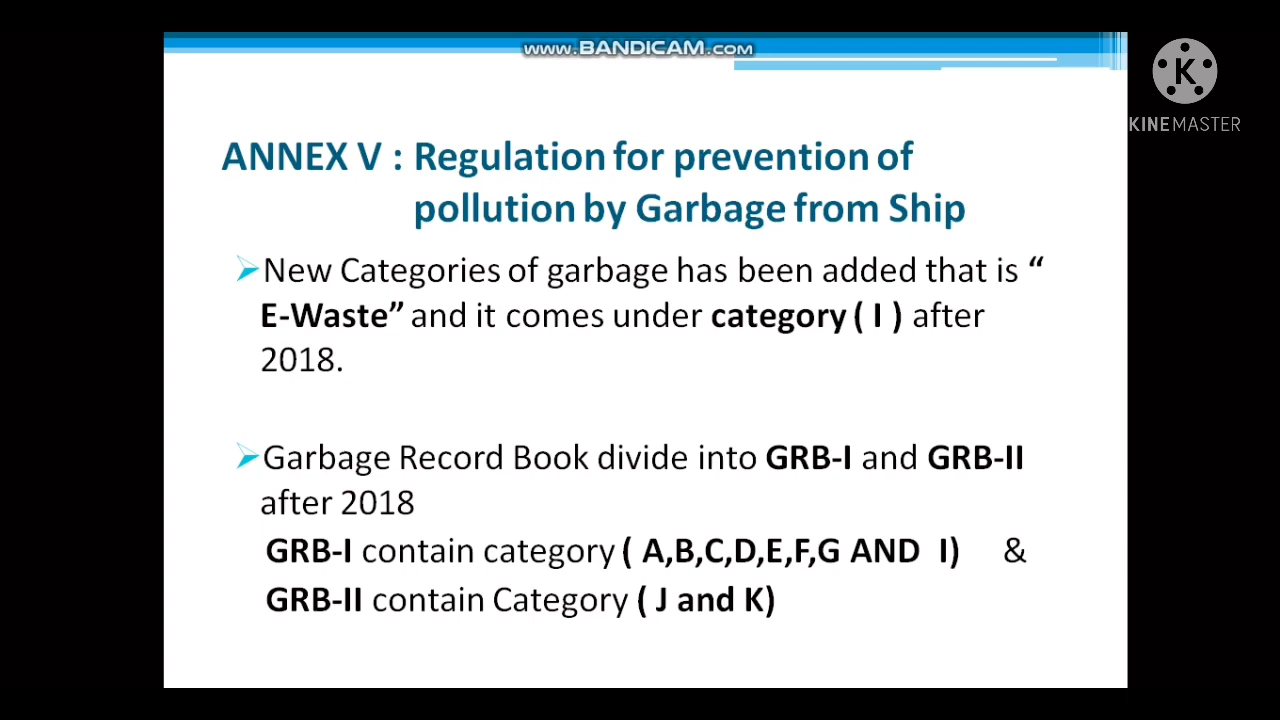 www.BANDICAM.com
K
KINEMASTER
ANNEX V : Regulation for prevention of
pollution by Garbage from Ship
New Categories of garbage has been added that is “
E-Waste” and it comes under category ( I ) after
2018.
Garbage Record Book divide into GRB-I and GRB-II
after 2018
GRB-I contain category ( A,B,C,D,E,F,G AND I) &
GRB-II contain Category ( J and K)